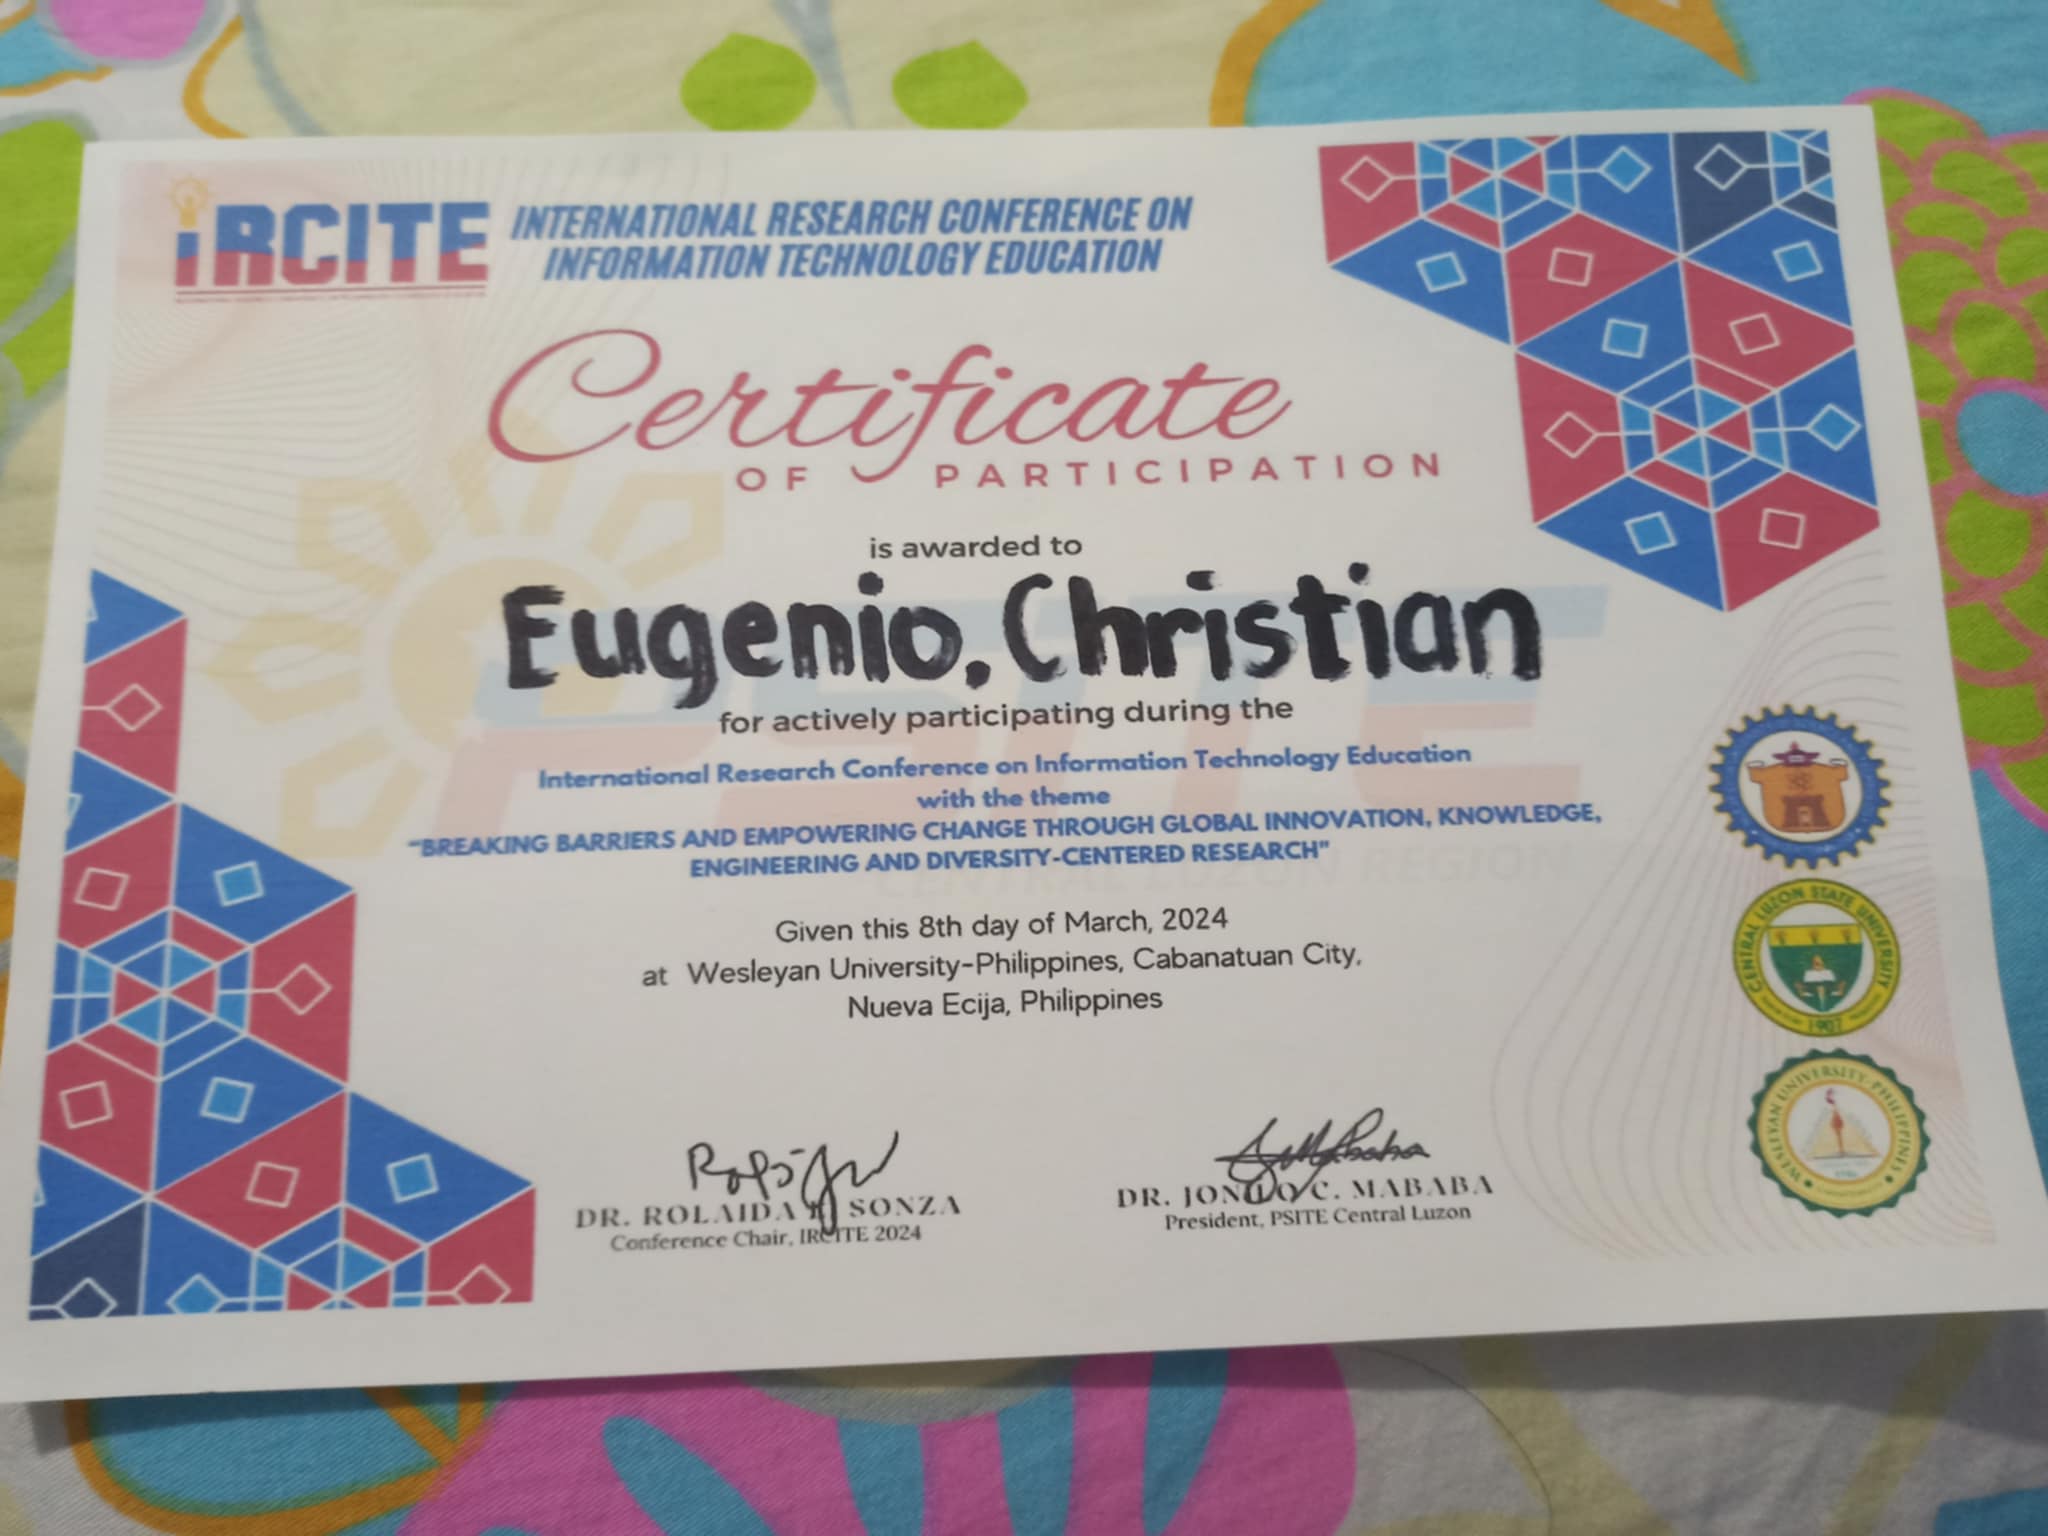 iRCITE
INTERNATIONAL RESEARCH CONFERENCE ON
INFORMATION TECHNOLOGY EDUCATION
Certificate
OF PARTICIPATION
is awarded to
Eugenio, Christian
for actively participating during the
International Research Conference on Information Technology Education
with the theme
"BREAKING BARRIERS AND EMPOWERING CHANGE THROUGH GLOBAL INNOVATION, KNOWLEDGE,
ENGINEERING AND DIVERSITY-CENTERED RESEARCH"
PSITE
CENTRAL LUZON REGION
Given this 8th day of March, 2024
at Wesleyan University-Philippines, Cabanatuan City,
Nueva Ecija, Philippines
CENTRAL LUZON STATE UNIVERSITY
1907
WESLEYAN UNIVERSITY-PHILIPPINES
DR. ROLAIDA SONZA
Conference Chair, IRCITE 2024
DR. C. MABABA
President, PSITE Central Luzon